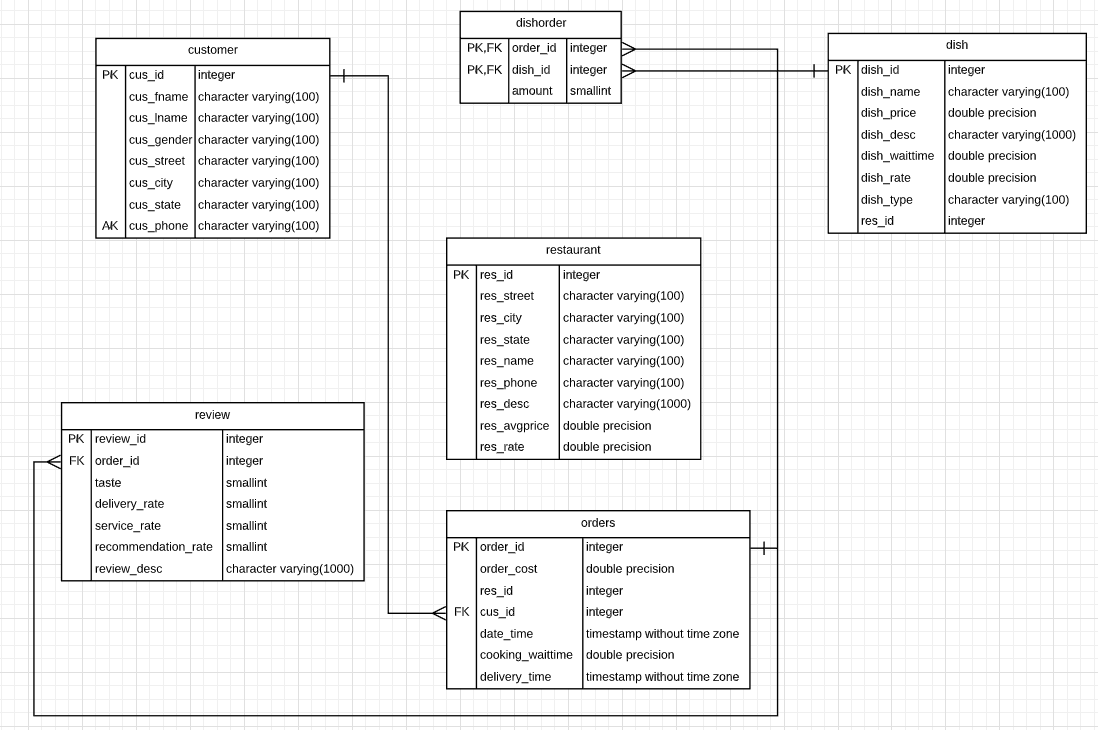 customer
PK cus_id integer
cus_fname character varying(100)
cus_lname character varying(100)
cus_gender character varying(100)
cus_street character varying(100)
cus_city character varying(100)
cus_state character varying(100)
AK cus_phone character varying(100)
dishorder
PK,FK order_id integer
PK,FK dish_id integer
amount smallint
dish
PK dish_id integer
dish_name character varying(100)
dish_price double precision
dish_desc character varying(1000)
dish_waittime double precision
dish_rate double precision
dish_type character varying(100)
res_id integer
restaurant
PK res_id integer
res_street character varying(100)
res_city character varying(100)
res_state character varying(100)
res_name character varying(100)
res_phone character varying(100)
res_desc character varying(1000)
res_avgprice double precision
res_rate double precision
review
PK review_id integer
FK order_id integer
taste smallint
delivery_rate smallint
service_rate smallint
recommendation_rate smallint
review_desc character varying(1000)
orders
PK order_id integer
order_cost double precision
res_id integer
FK cus_id integer
date_time timestamp without time zone
cooking_waittime double precision
delivery_time timestamp without time zone